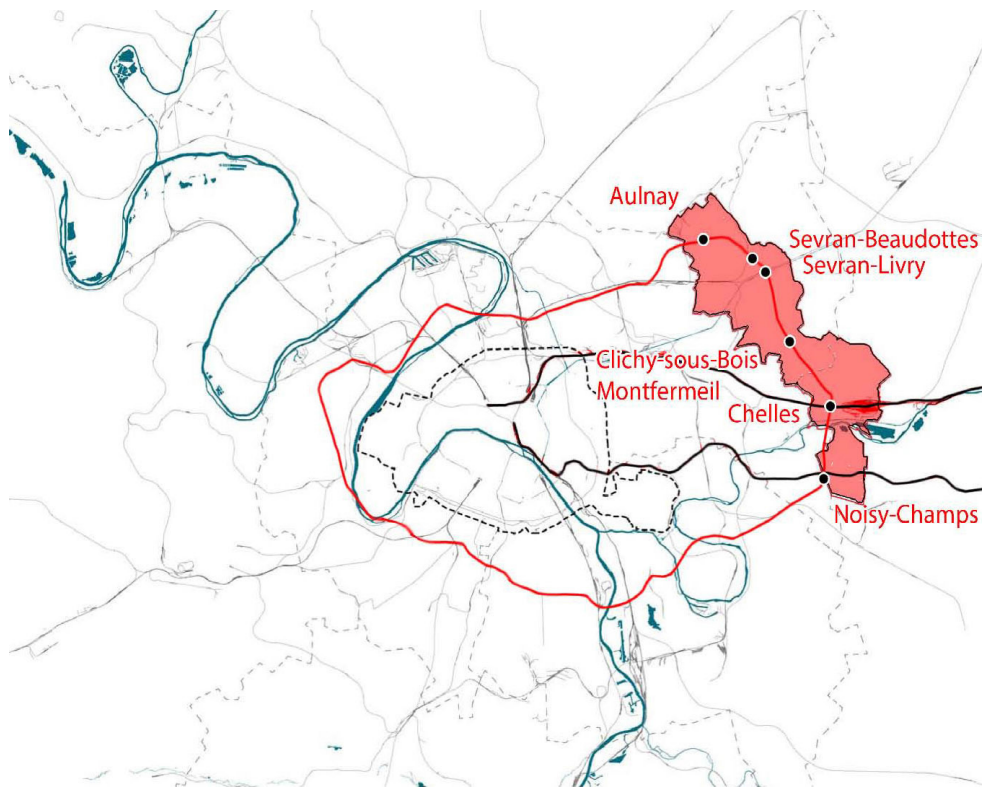 Aulnay
Sevran-Beaudottes
Sevran-Livry
Clichy-sous-Bois
Montfermeil
Chelles
Noisy-Champs